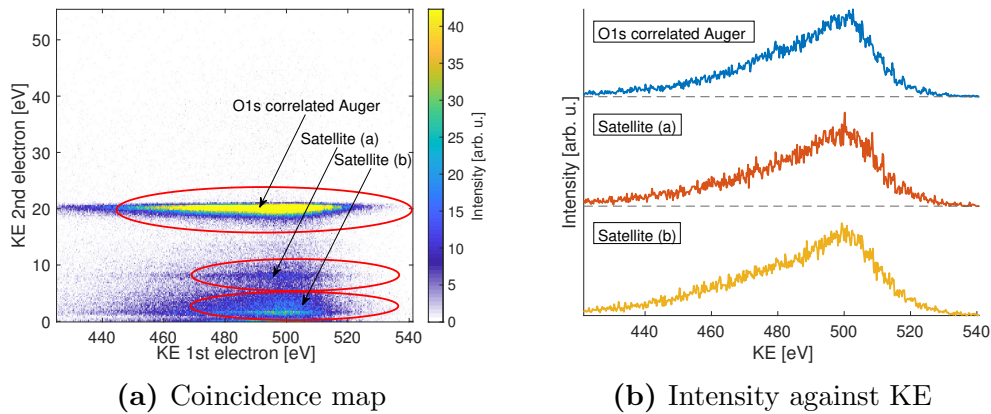 KE 2nd electron [eV]
50
40
30
20
10
0
440
460
480
500
520
540
KE 1st electron [eV]
O1s correlated Auger
Satellite (a)
Satellite (b)
40
35
30
25
20
15
10
5
0
Intensity [arb. u.]
(a) Coincidence map
Intensity [arb. u.]
O1s correlated Auger
Satellite (a)
Satellite (b)
440
460
480
500
520
540
KE [eV]
(b) Intensity against KE